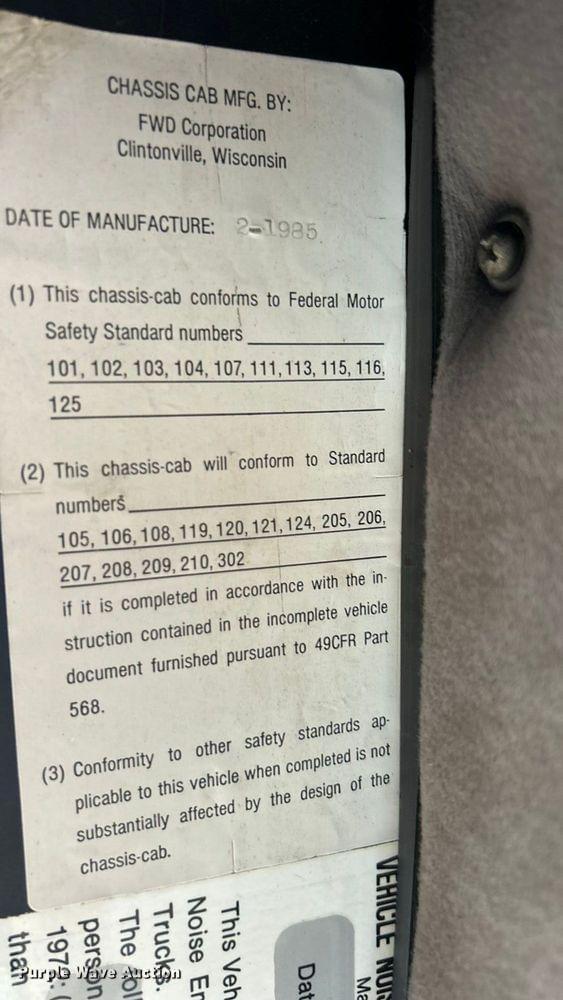 CHASSIS CAB MFG. BY:
FWD Corporation
Clintonville, Wisconsin
DATE OF MANUFACTURE: 2-1985
(1) This chassis-cab conforms to Federal Motor
Safety Standard numbers
101, 102, 103, 104, 107, 111, 113, 115, 116,
125
(2) This chassis-cab will conform to Standard
numbers
105, 106, 108, 119, 120, 121, 124, 205, 206,
207, 208, 209, 210, 302
if it is completed in accordance with the in-
struction contained in the incomplete vehicle
document furnished pursuant to 49CFR Part
568.
(3) Conformity to other safety standards ap-
plicable to this vehicle when completed is not
substantially affected by the design of the
chassis-cab.
VEHICLE
Dat
This Veh
Noise
Trucks.
The
person
than
Purple Wave Auction